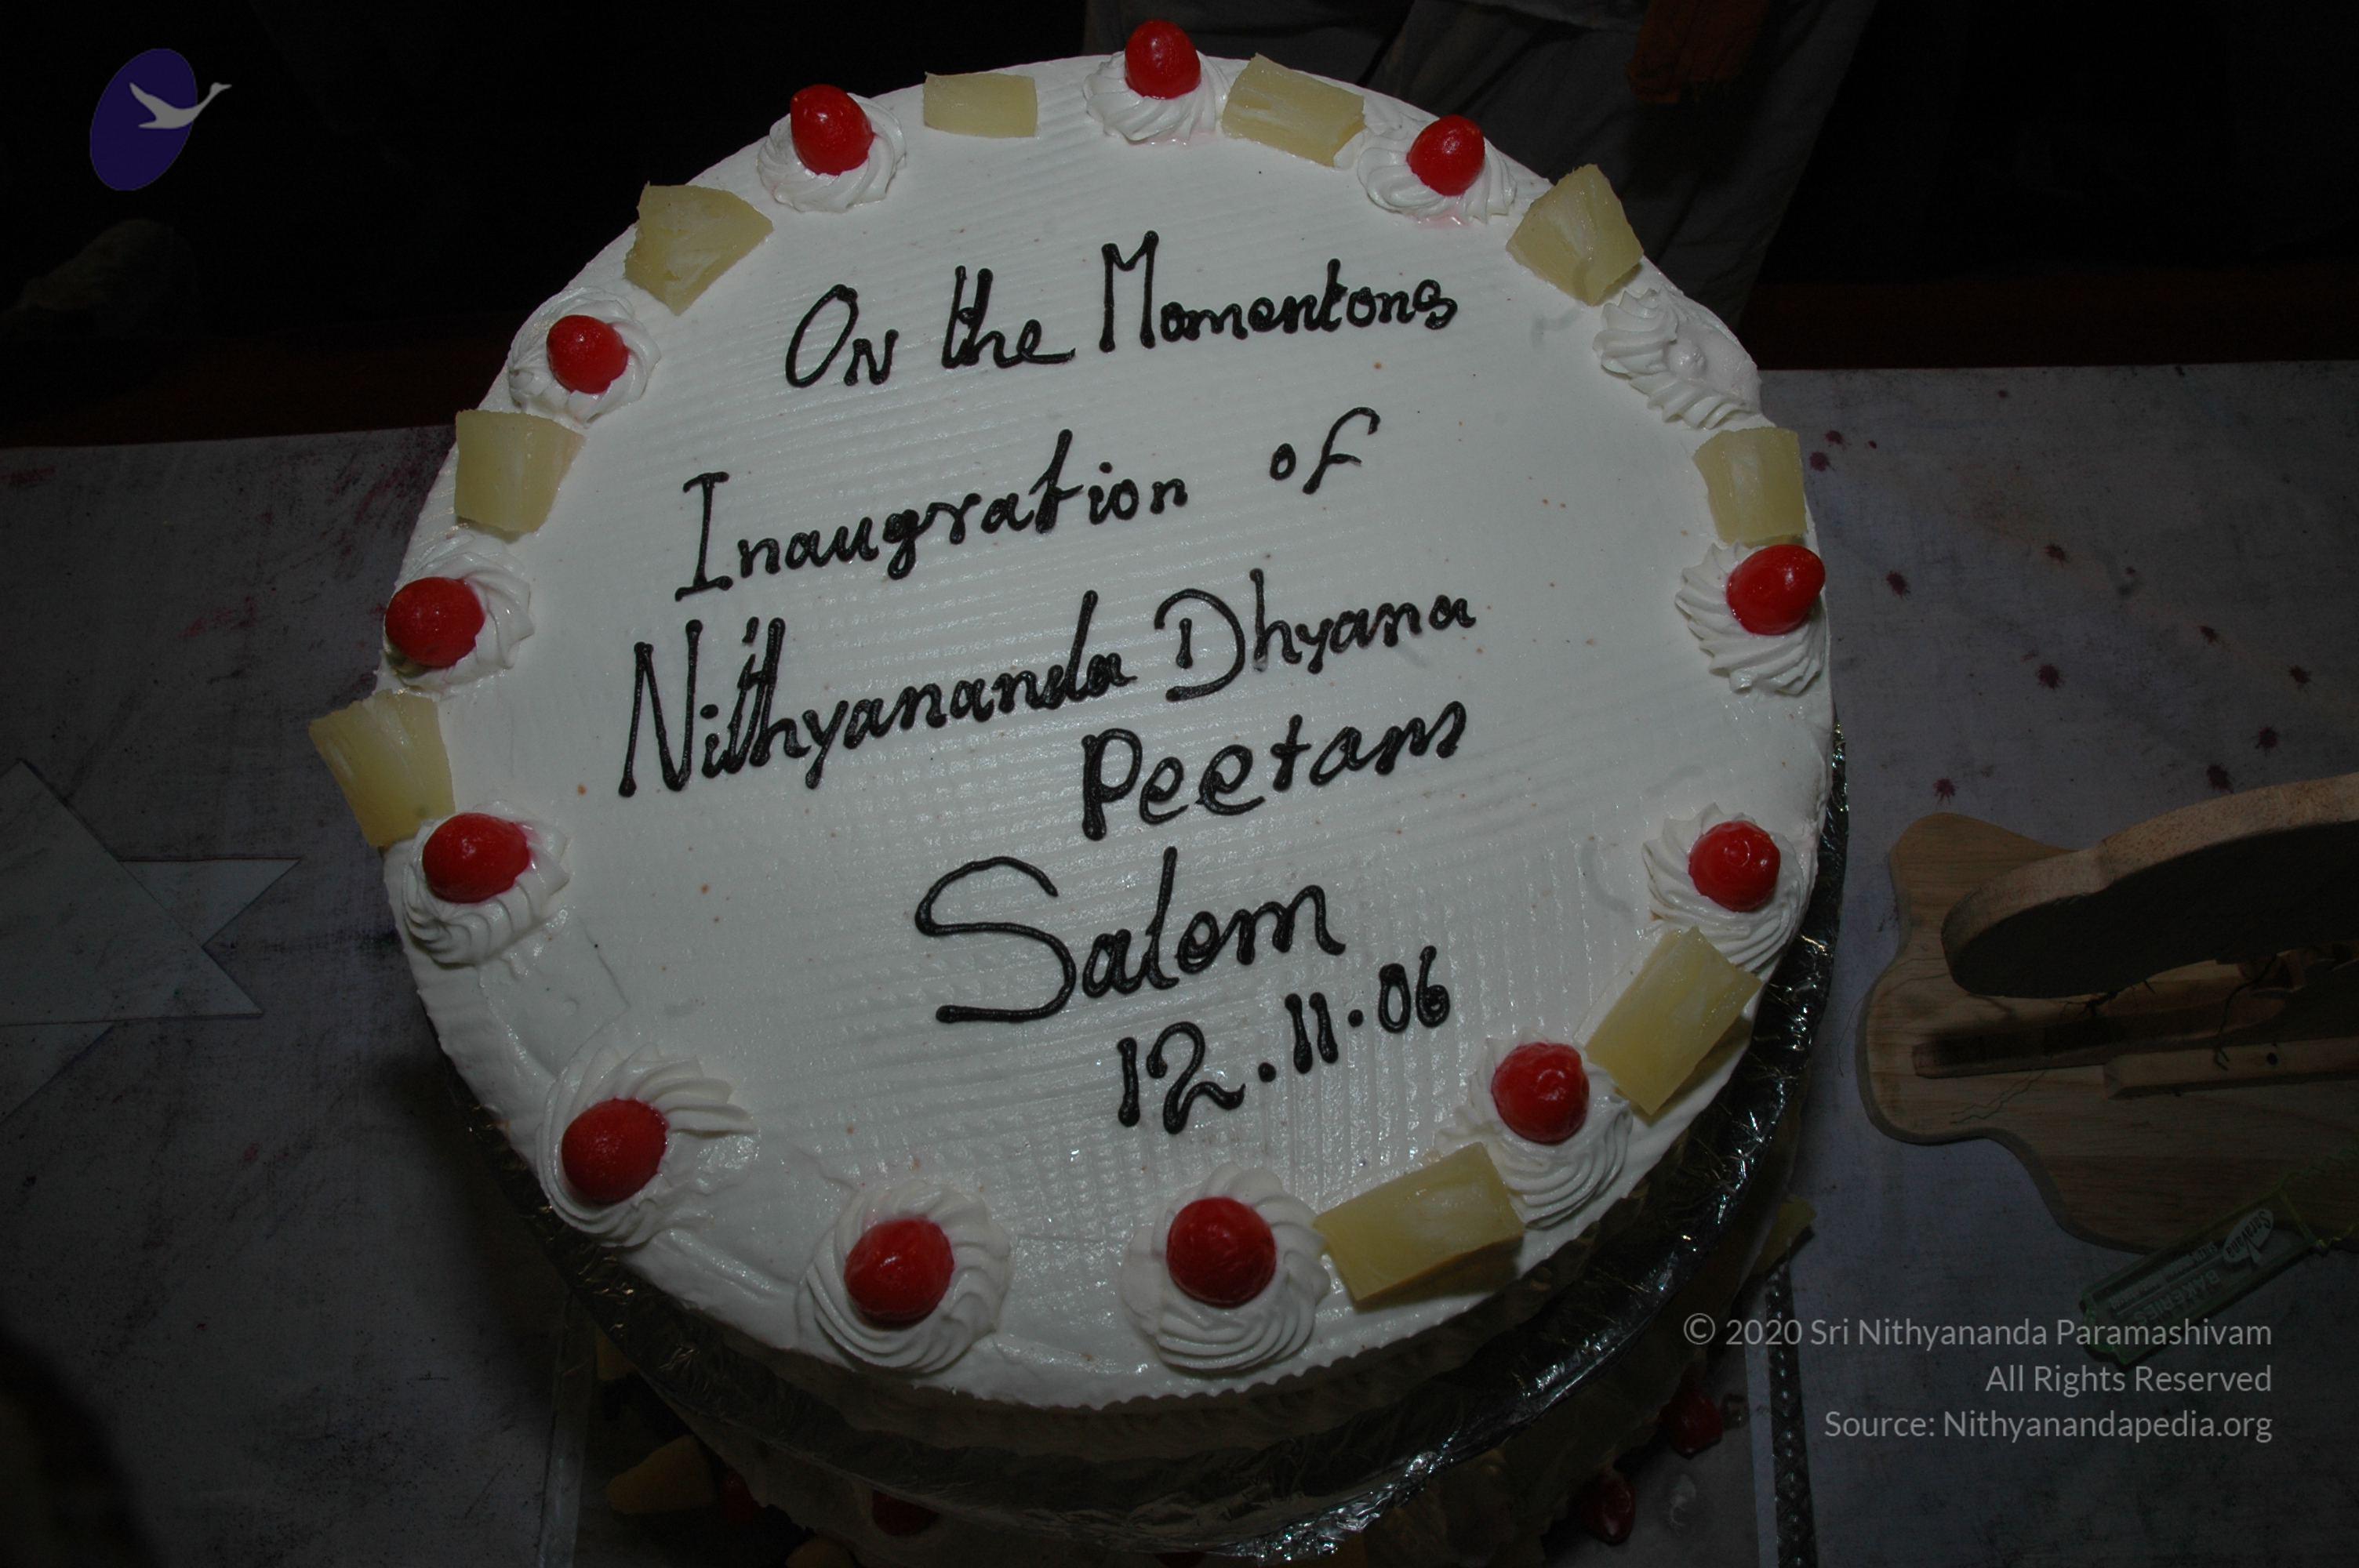 On the Momentons
Inaugration of
Nithyananda Dhyana
Peetam
Salem
12.11.06
BAKERIES
© 2020 Sri Nithyananda Paramashivam
All Rights Reserved
Source: Nithyanandapedia.org